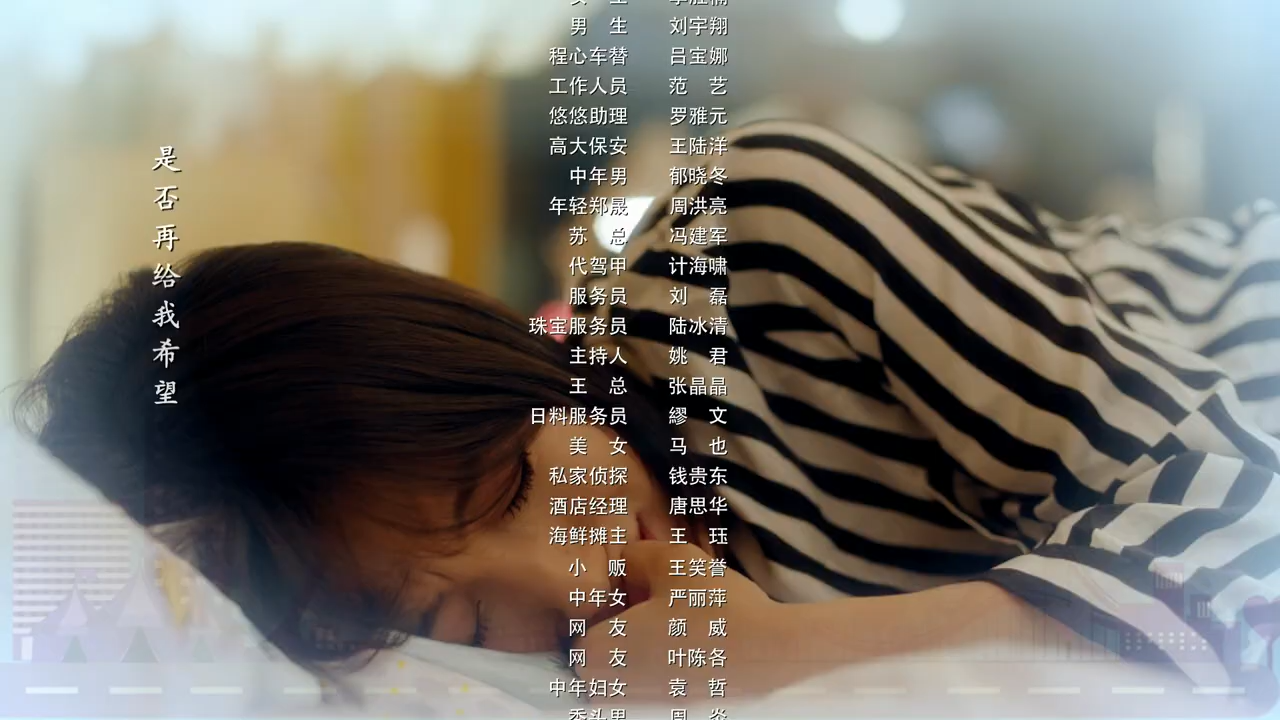 是否再给我希望
男 生 刘宇翔
程心车替 吕宝娜
工作人员 范 艺
悠悠助理 罗雅元
高大保安 王陆洋
中年男 郁晓冬
年轻郑晟 周洪亮
苏 总 冯建军
代驾甲 计海啸
服务员 刘 磊
珠宝服务员 陆冰清
主持人 姚 君
王 总 张晶晶
日料服务员 繆 文
美 女 马 也
私家侦探 钱贵东
酒店经理 唐思华
海鲜摊主 王 珏
小 贩 王笑誉
中年女 严丽萍
网 友 颜 威
网 友 叶陈各
中年妇女 袁 哲